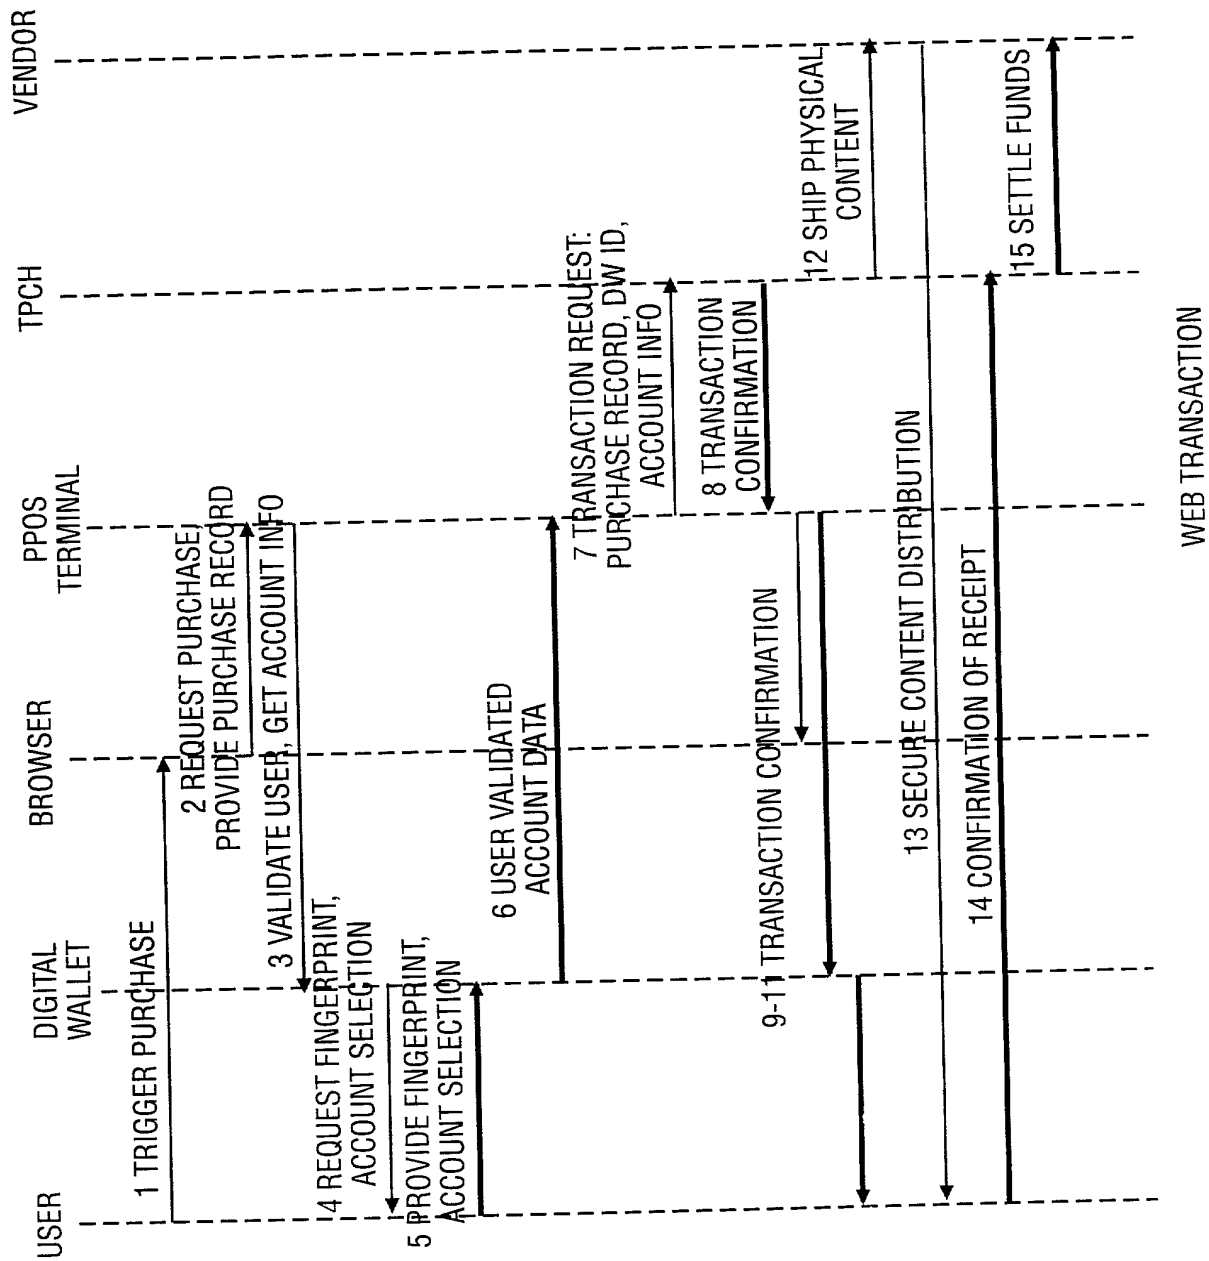 USER
DIGITAL
WALLET
BROWSER
PPOS
TERMINAL
TPCH
VENDOR
1 TRIGGER PURCHASE
2 REQUEST PURCHASE,
PROVIDE PURCHASE RECORD
3 VALIDATE USER, GET ACCOUNT INFO
4 REQUEST FINGERPRINT,
ACCOUNT SELECTION
5 PROVIDE FINGERPRINT,
ACCOUNT SELECTION
6 USER VALIDATED
ACCOUNT DATA
7 TRANSACTION REQUEST:
PURCHASE RECORD, DW ID,
ACCOUNT INFO
8 TRANSACTION
CONFIRMATION
9-11 TRANSACTION CONFIRMATION
12 SHIP PHYSICAL
CONTENT
13 SECURE CONTENT DISTRIBUTION
14 CONFIRMATION OF RECEIPT
15 SETTLE FUNDS
WEB TRANSACTION